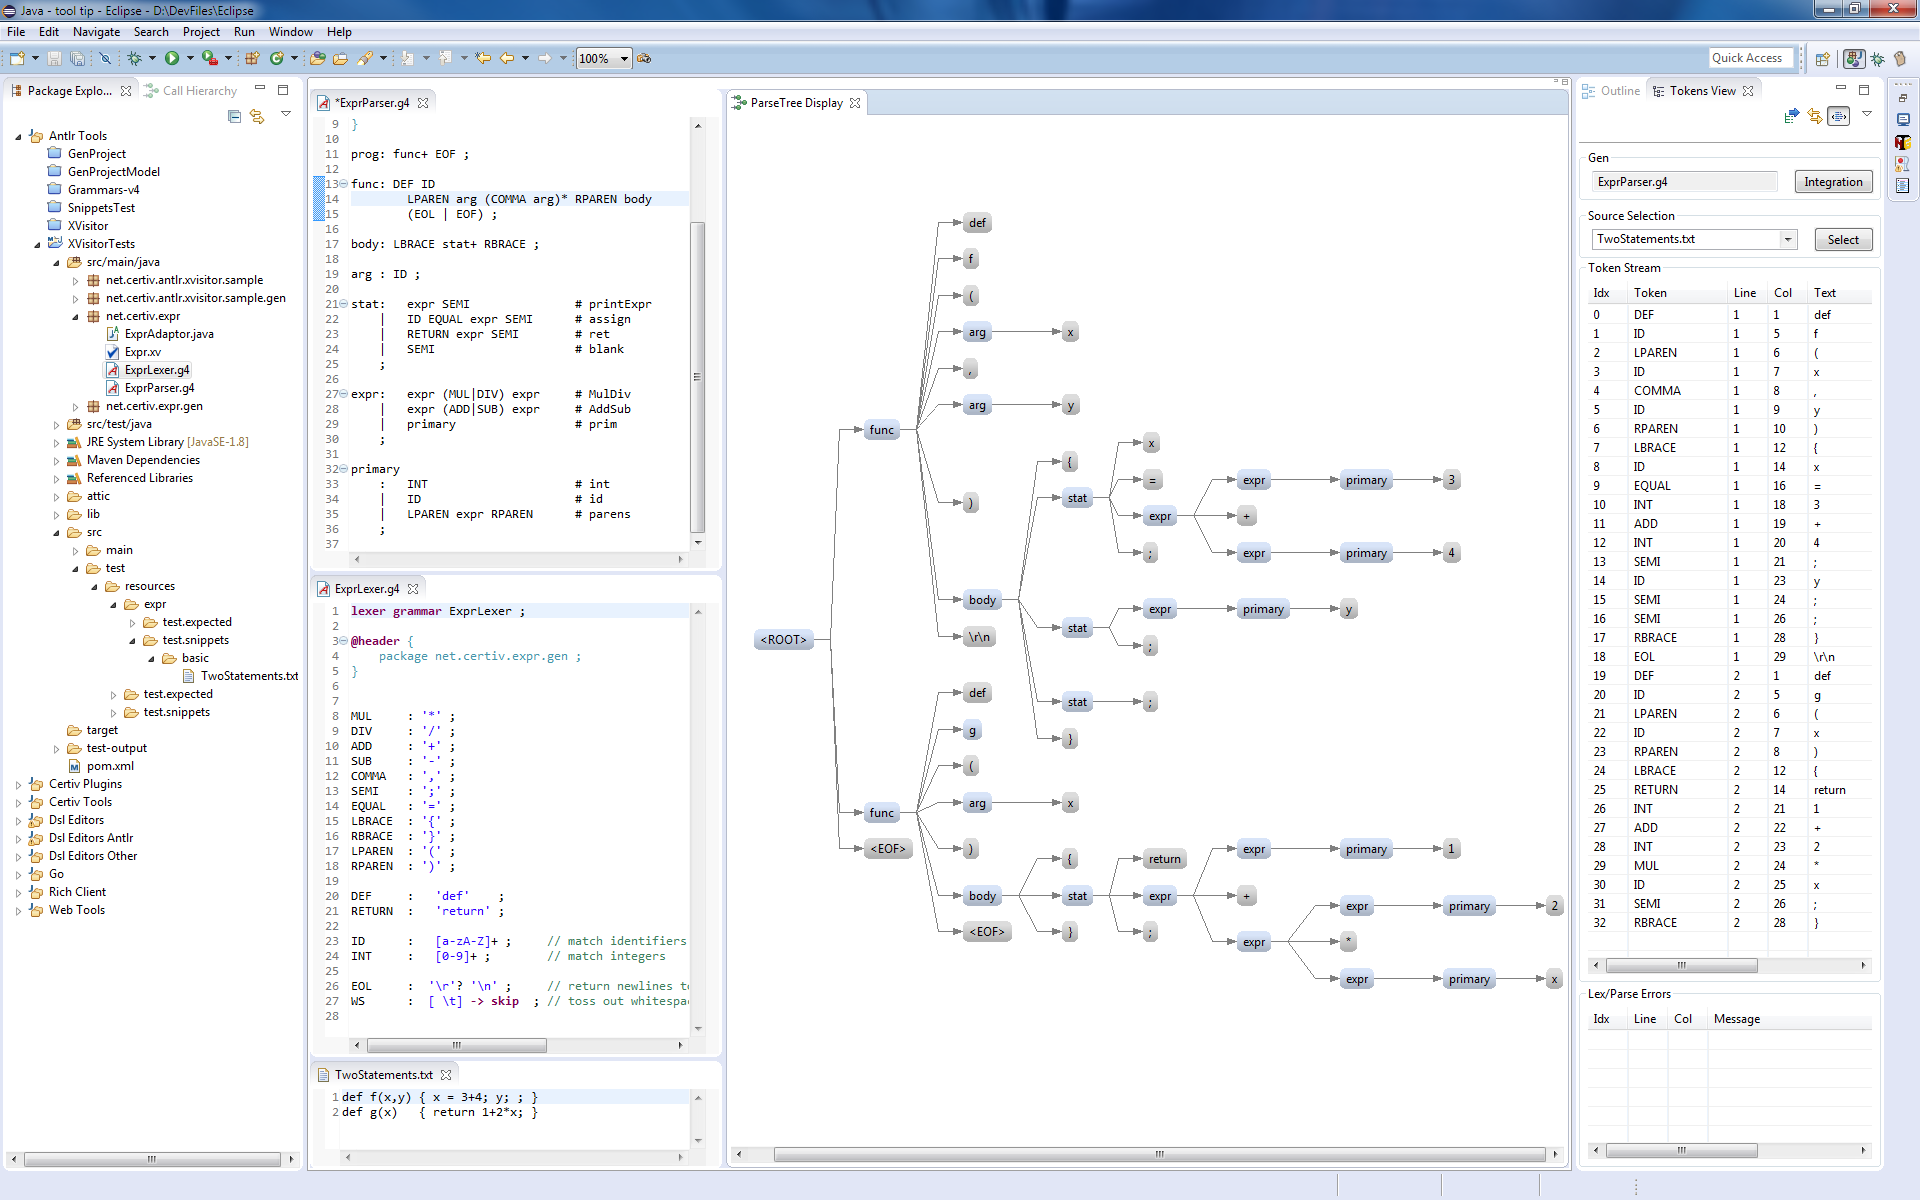 Java - tool tip - Eclipse - D:\DevFiles\Eclipse
File Edit Navigate Search Project Run Window Help
100%
Quick Access
Package Explo...
Call Hierarchy
Antlr Tools
GenProject
GenProjectModel
Grammars-v4
SnippetsTest
XVisitor
XVisitorTests
src/main/java
net.certiv.antlr.xvisitor.sample
net.certiv.antlr.xvisitor.sample.gen
net.certiv.expr
ExprAdaptor.java
Expr.xv
ExprLexer.g4
ExprParser.g4
net.certiv.expr.gen
src/test/java
JRE System Library [JavaSE-1.8]
Maven Dependencies
Referenced Libraries
attic
lib
src
main
test
resources
expr
test.expected
test.snippets
basic
TwoStatements.txt
test.expected
test.snippets
target
test-output
pom.xml
Certiv Plugins
Certiv Tools
Dsl Editors
Dsl Editors Antlr
Dsl Editors Other
Go
Rich Client
Web Tools
*ExprParser.g4
9 }
10
11 prog: func+ EOF ;
12
13 func: DEF ID
14 LPAREN arg (COMMA arg)* RPAREN body
15 (EOL | EOF) ;
16
17 body: LBRACE stat+ RBRACE ;
18
19 arg : ID ;
20
21 stat: expr SEMI # printExpr
22 | ID EQUAL expr SEMI # assign
23 | RETURN expr SEMI # ret
24 | SEMI # blank
25 ;
26
27 expr: expr (MUL|DIV) expr # MulDiv
28 | expr (ADD|SUB) expr # AddSub
29 | primary # prim
30 ;
31
32 primary
33 : INT # int
34 | ID # id
35 | LPAREN expr RPAREN # parens
36 ;
37
ExprLexer.g4
1 lexer grammar ExprLexer ;
2
3 @header {
4 package net.certiv.expr.gen ;
5 }
6
7
8 MUL : '*' ;
9 DIV : '/' ;
10 ADD : '+' ;
11 SUB : '-' ;
12 COMMA : ',' ;
13 SEMI : ';' ;
14 EQUAL : '=' ;
15 LBRACE : '{' ;
16 RBRACE : '}' ;
17 LPAREN : '(' ;
18 RPAREN : ')' ;
19
20 DEF : 'def' ;
21 RETURN : 'return' ;
22
23 ID : [a-zA-Z]+ ; // match identifiers
24 INT : [0-9]+ ; // match integers
25
26 EOL : '\r'? '\n' ; // return newlines to
27 WS : [ \t] -> skip ; // toss out whitespa
28
TwoStatements.txt
1 def f(x,y) { x = 3+4; y; ; }
2 def g(x) { return 1+2*x; }
ParseTree Display
def
f
(
arg x
,
arg y
func
x
{
=
expr primary 3
)
stat
expr +
; expr primary 4
body
expr primary y
stat
\r\n
<ROOT>
;
def
stat ;
g
}
(
arg x
func
<EOF>
)
{
return
expr primary 1
body stat expr +
expr primary 2
<EOF>
}
;
expr *
expr primary x
Outline
Tokens View
Gen
ExprParser.g4 Integration
Source Selection
TwoStatements.txt Select
Token Stream
Idx Token Line Col Text
0 DEF 1 1 def
1 ID 1 5 f
2 LPAREN 1 6 (
3 ID 1 7 x
4 COMMA 1 8 ,
5 ID 1 9 y
6 RPAREN 1 10 )
7 LBRACE 1 12 {
8 ID 1 14 x
9 EQUAL 1 16 =
10 INT 1 18 3
11 ADD 1 19 +
12 INT 1 20 4
13 SEMI 1 21 ;
14 ID 1 23 y
15 SEMI 1 24 ;
16 SEMI 1 26 ;
17 RBRACE 1 28 }
18 EOL 1 29 \r\n
19 DEF 2 1 def
20 ID 2 5 g
21 LPAREN 2 6 (
22 ID 2 7 x
23 RPAREN 2 8 )
24 LBRACE 2 12 {
25 RETURN 2 14 return
26 INT 2 21 1
27 ADD 2 22 +
28 INT 2 23 2
29 MUL 2 24 *
30 ID 2 25 x
31 SEMI 2 26 ;
32 RBRACE 2 28 }
Lex/Parse Errors
Idx Line Col Message